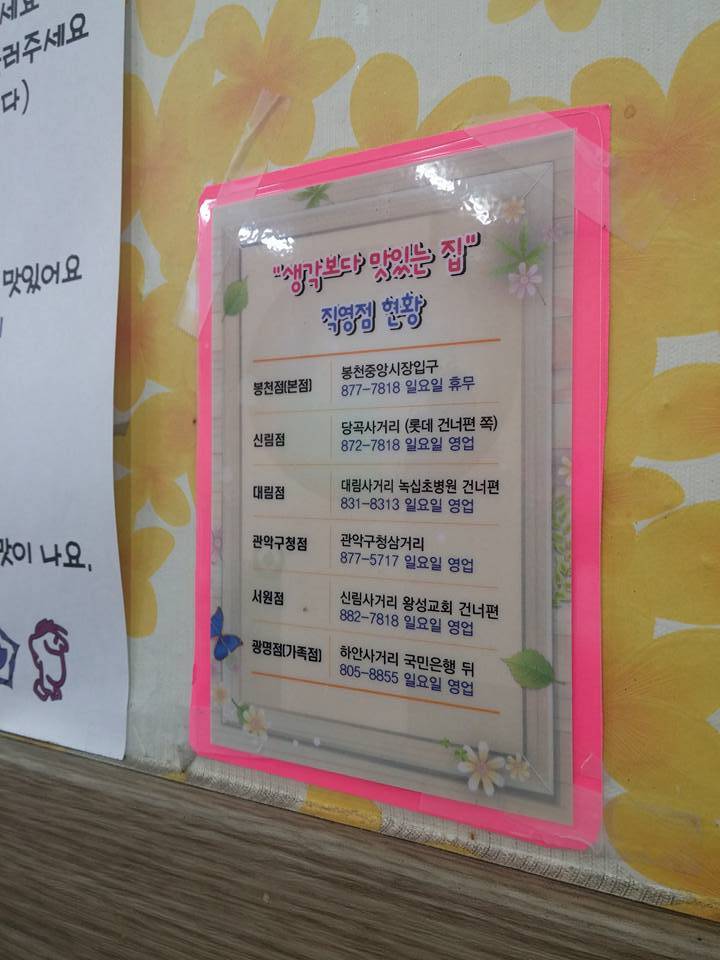 세요
러주세요
다)
맛있어요
맛이 나요.
"생각보다 맛있는 집"
직영점 현황
봉천점(본점)
봉천중앙시장입구
877-7818 일요일 휴무
신림점
당곡사거리 (롯데 건너편 쪽)
872-7818 일요일 영업
대림점
대림사거리 녹십초병원 건너편
831-8313 일요일 영업
관악구청점
관악구청삼거리
877-5717 일요일 영업
서원점
신림사거리 왕성교회 건너편
882-7818 일요일 영업
광명점(가족점)
하안사거리 국민은행 뒤
805-8855 일요일 영업